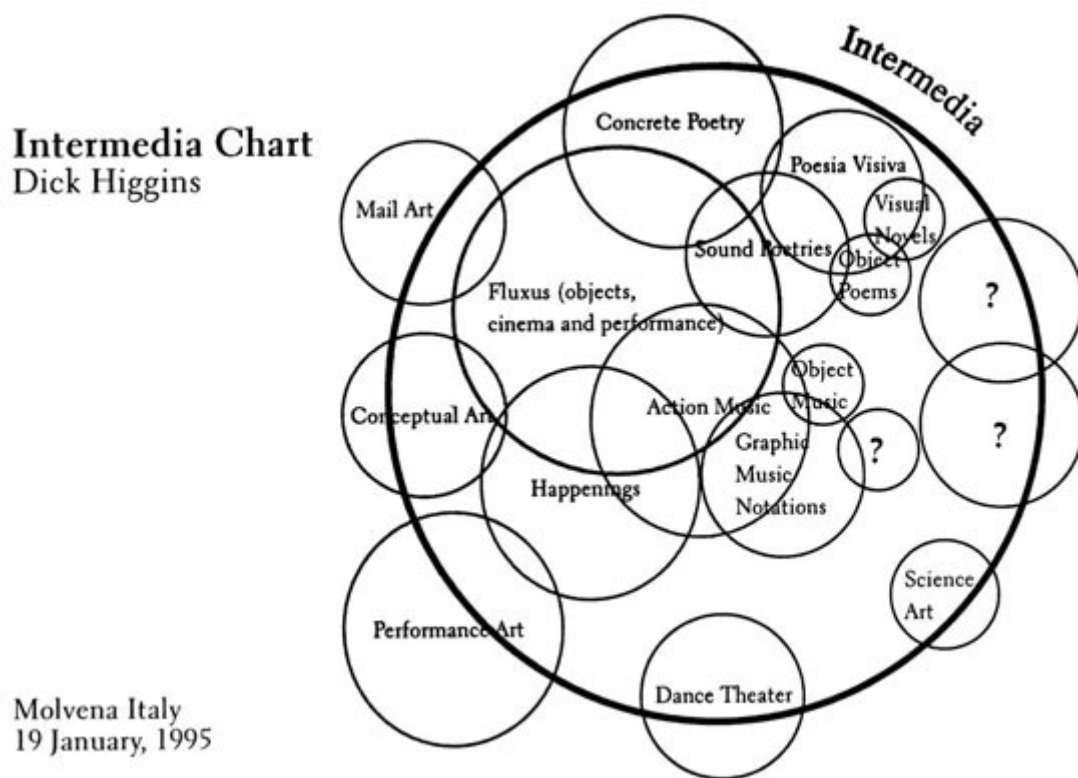 Intermedia Chart
Dick Higgins
Intermedia
Concrete Poetry
Poesia Visiva
Mail Art
Visual
Novels
Sound Poetries
Object
Poems
Fluxus (objects,
cinema and performance)
?
Object
Music
Conceptual Art
Action Music
?
Graphic
Music
Notations
?
Happenings
Science
Art
Performance Art
Dance Theater
Molvena Italy
19 January, 1995